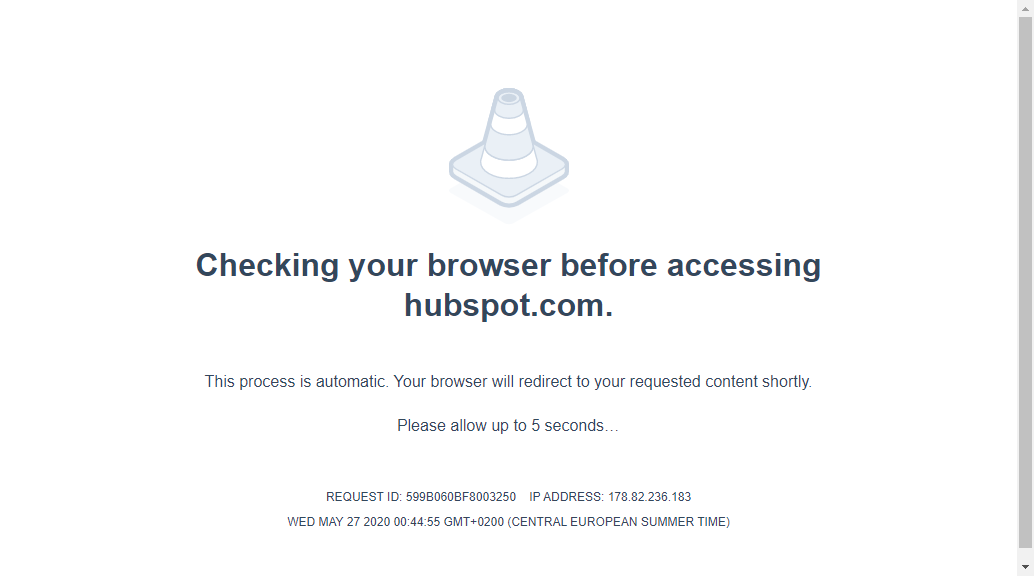 Checking your browser before accessing
hubspot.com.
This process is automatic. Your browser will redirect to your requested content shortly.
Please allow up to 5 seconds…
REQUEST ID: 599B060BF8003250 IP ADDRESS: 178.82.236.183
WED MAY 27 2020 00:44:55 GMT+0200 (CENTRAL EUROPEAN SUMMER TIME)